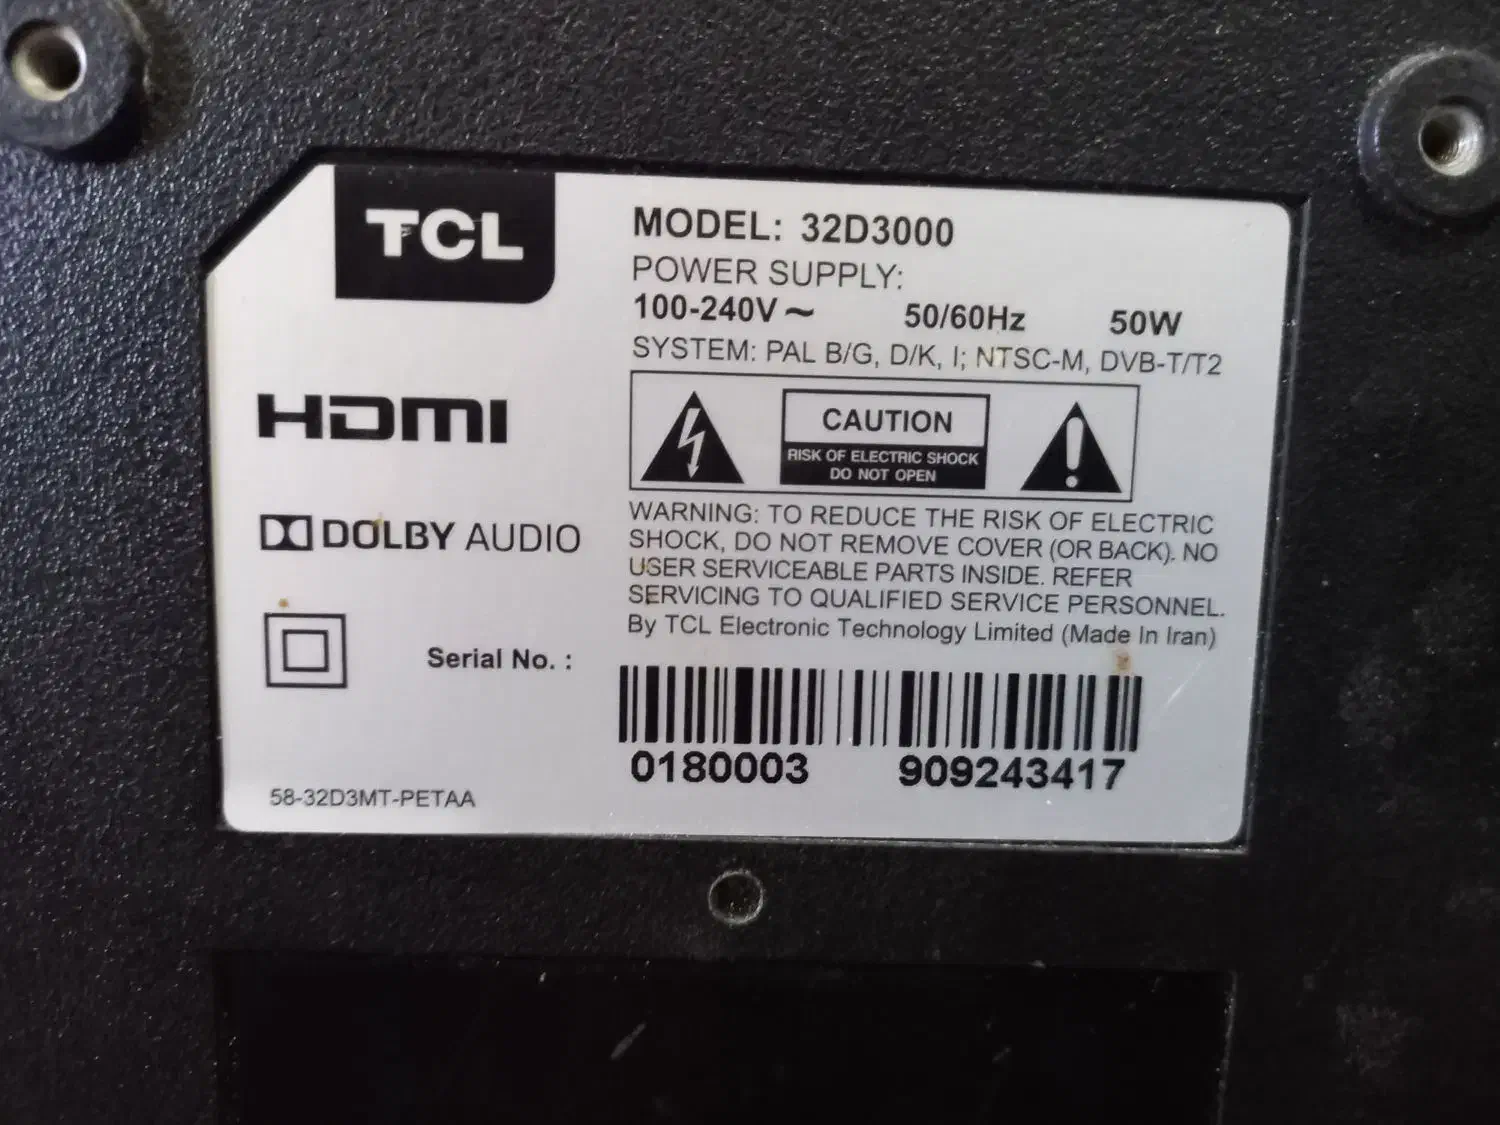 TCL
MODEL: 32D3000
POWER SUPPLY:
100-240V ~ 50/60Hz 50W
SYSTEM: PAL B/G, D/K, I; NTSC-M, DVB-T/T2
HDMI
CAUTION
RISK OF ELECTRIC SHOCK
DO NOT OPEN
DOLBY AUDIO
WARNING: TO REDUCE THE RISK OF ELECTRIC
SHOCK, DO NOT REMOVE COVER (OR BACK). NO
USER SERVICEABLE PARTS INSIDE. REFER
SERVICING TO QUALIFIED SERVICE PERSONNEL.
By TCL Electronic Technology Limited (Made In Iran)
Serial No. :
0180003 909243417
58-32D3MT-PETAA